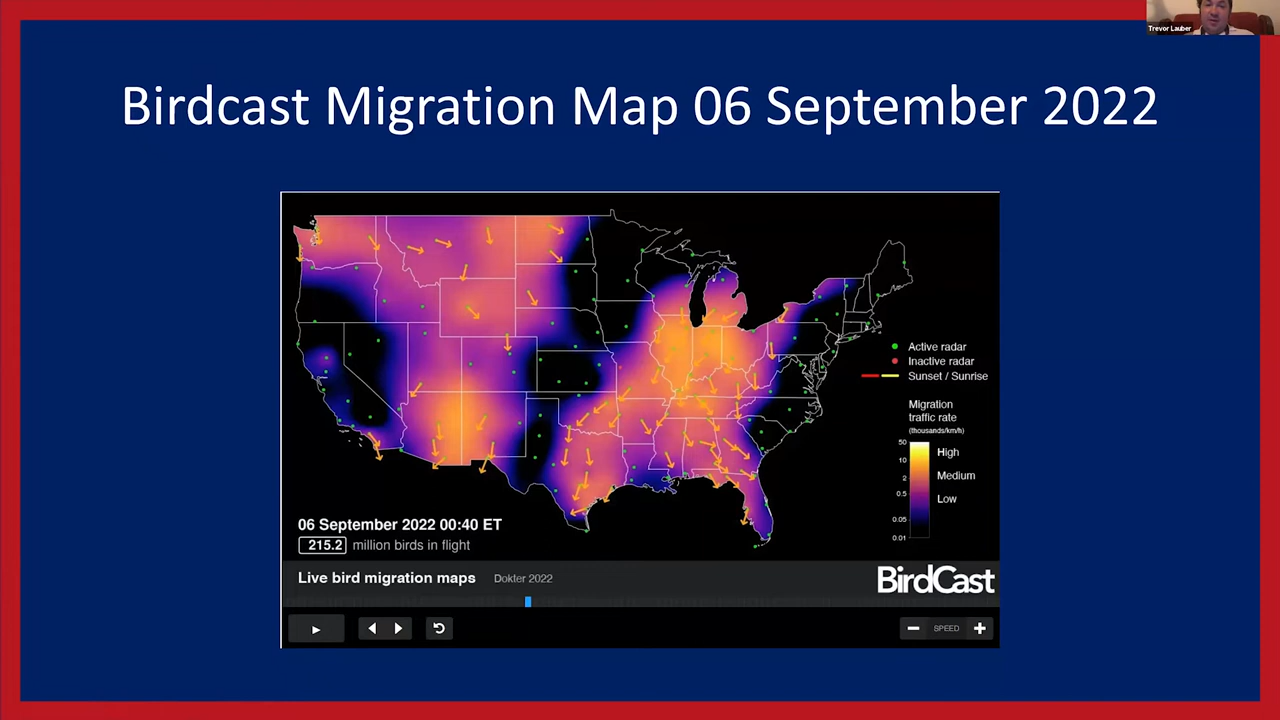 Trevor Lauber
Birdcast Migration Map 06 September 2022
Active radar
Inactive radar
Sunset / Sunrise
Migration
traffic rate
(thousands/km/h)
50
High
10
2
Medium
0.5
Low
0.05
0.01
06 September 2022 00:40 ET
215.2 million birds in flight
Live bird migration maps Dokter 2022
BirdCast
SPEED